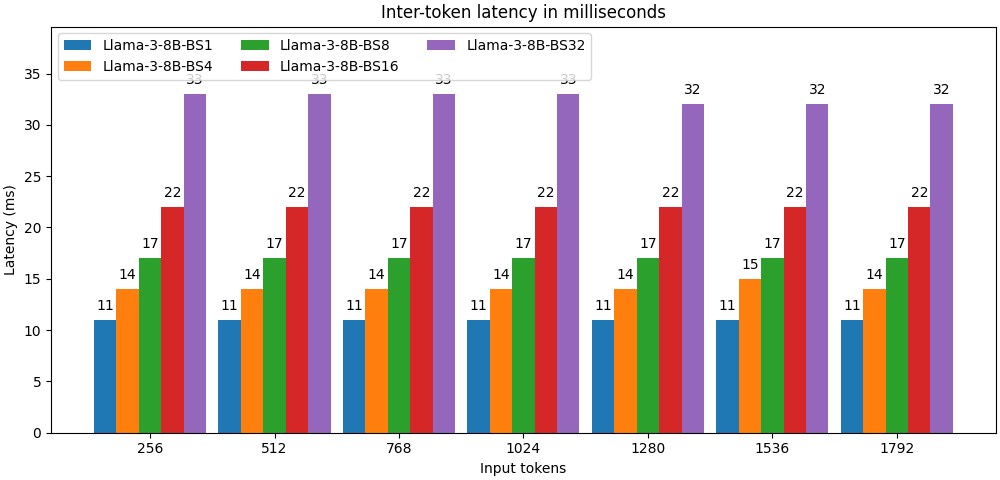 Inter-token latency in milliseconds
Llama-3-8B-BS1 Llama-3-8B-BS8 Llama-3-8B-BS32
Llama-3-8B-BS4 Llama-3-8B-BS16
Latency (ms)
35
30
25
20
15
10
5
0
11 14 17 22 33
11 14 17 22 33
11 14 17 22 33
11 14 17 22 33
11 14 17 22 32
11 15 17 22 32
11 14 17 22 32
256 512 768 1024 1280 1536 1792
Input tokens